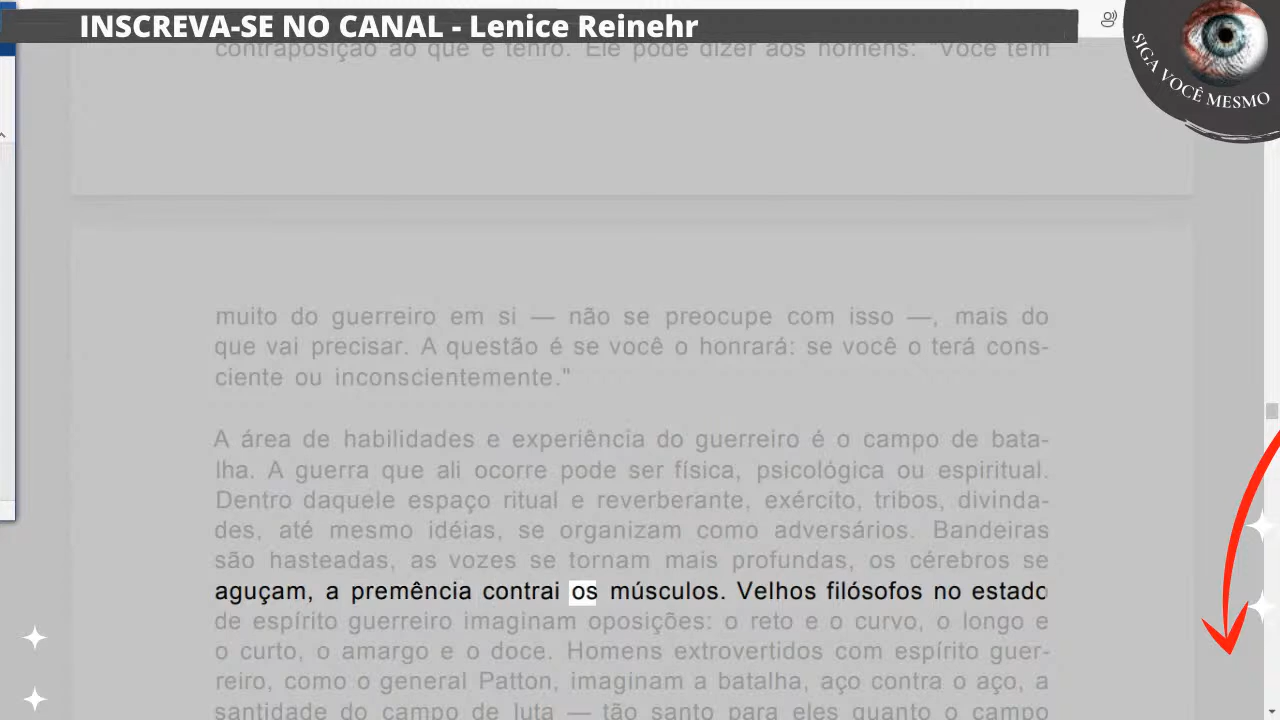 INSCREVA-SE NO CANAL - Lenice Reinehr
SIGA VOCÊ MESMO
contraposição ao que é tenro. Ele pode dizer aos homens: "Você tem
muito do guerreiro em si — não se preocupe com isso —, mais do
que vai precisar. A questão é se você o honrará: se você o terá cons-
ciente ou inconscientemente."
A área de habilidades e experiência do guerreiro é o campo de bata-
lha. A guerra que ali ocorre pode ser física, psicológica ou espiritual.
Dentro daquele espaço ritual e reverberante, exército, tribos, divinda-
des, até mesmo idéias, se organizam como adversários. Bandeiras
são hasteadas, as vozes se tornam mais profundas, os cérebros se
aguçam, a premência contrai os músculos. Velhos filósofos no estado
de espírito guerreiro imaginam oposições: o reto e o curvo, o longo e
o curto, o amargo e o doce. Homens extrovertidos com espírito guer-
reiro, como o general Patton, imaginam a batalha, aço contra o aço, a
santidade do campo de luta — tão santo para eles quanto o campo